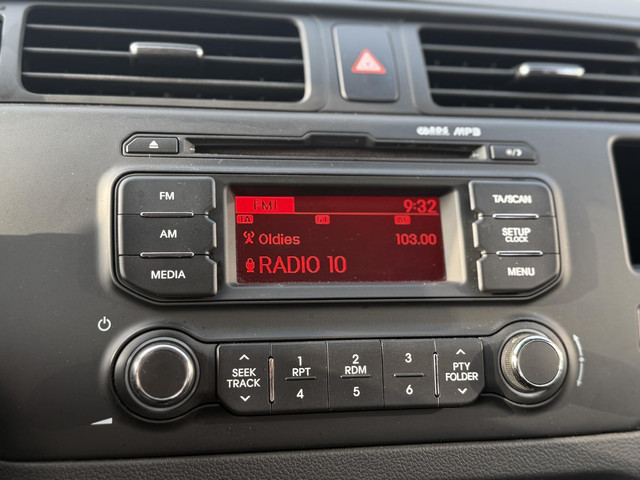 MP3
FM
AM
MEDIA
FM1 9:32
TA
Oldies 103.00
RADIO 10
TA/SCAN
SETUP
CLOCK
MENU
SEEK
TRACK
1
RPT
4
2
RDM
5
3
6
PTY
FOLDER